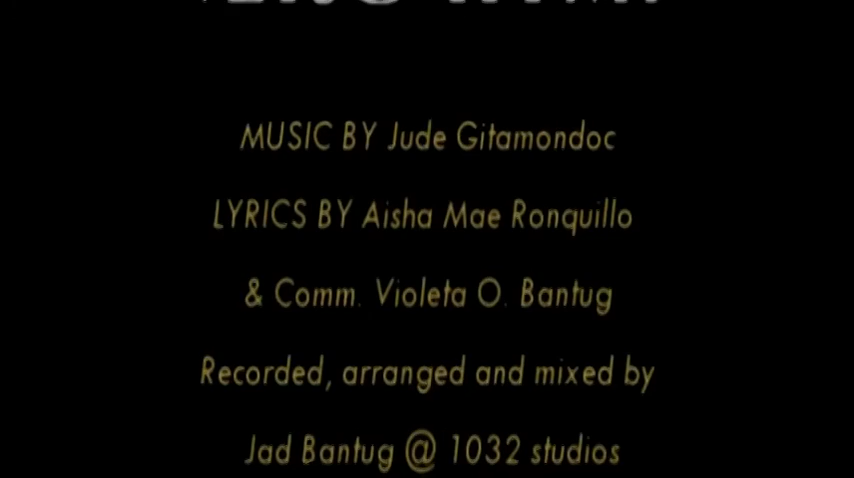 MUSIC BY Jude Gitamondoc
LYRICS BY Aisha Mae Ronquillo
& Comm. Violeta O. Bantug
Recorded, arranged and mixed by
Jad Bantug @ 1032 studios